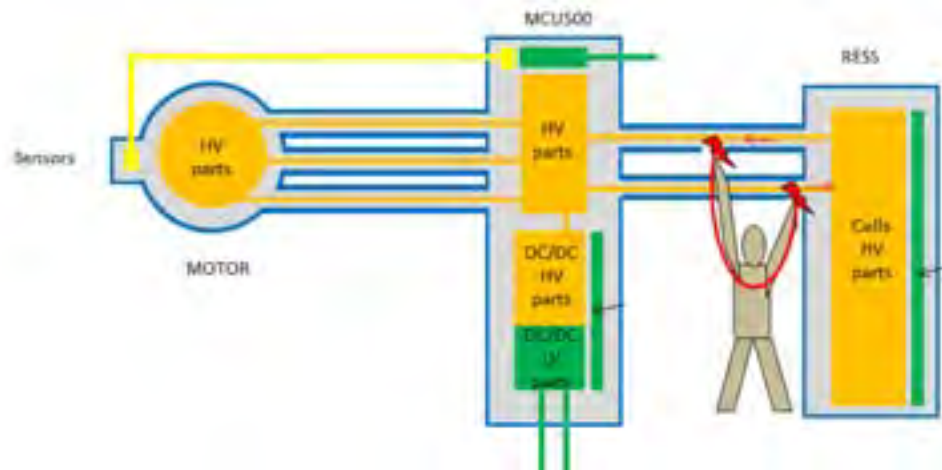 MCU500
RESS
Sensors
HV
parts
HV
parts
MOTOR
DC/DC
HV
parts
DC/DC
LV
parts
Cells
HV
parts